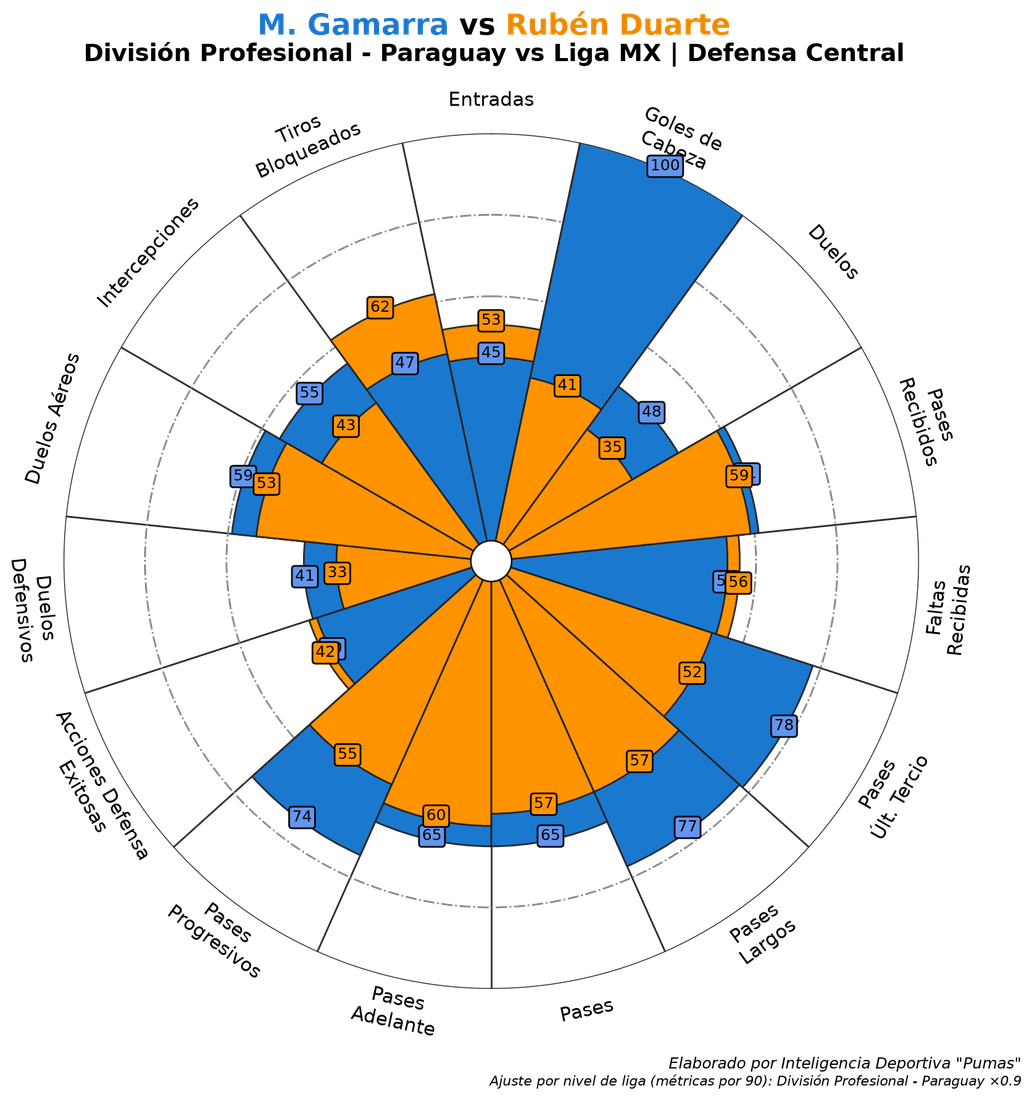 M. Gamarra vs Rubén Duarte
División Profesional - Paraguay vs Liga MX | Defensa Central
Entradas
Goles de
Cabeza
100
Duelos
Pases
Recibidos
Faltas
Recibidas
Pases
Últ. Tercio
Pases
Largos
Pases
Pases
Adelante
Pases
Progresivos
Acciones Defensa
Exitosas
Duelos
Defensivos
Duelos Aéreos
Intercepciones
Tiros
Bloqueados
53
45
41
48
35
59
56
52
78
57
77
57
65
60
65
55
74
42
41
33
59
53
55
43
62
47
Elaborado por Inteligencia Deportiva "Pumas"
Ajuste por nivel de liga (métricas por 90): División Profesional - Paraguay ×0.9